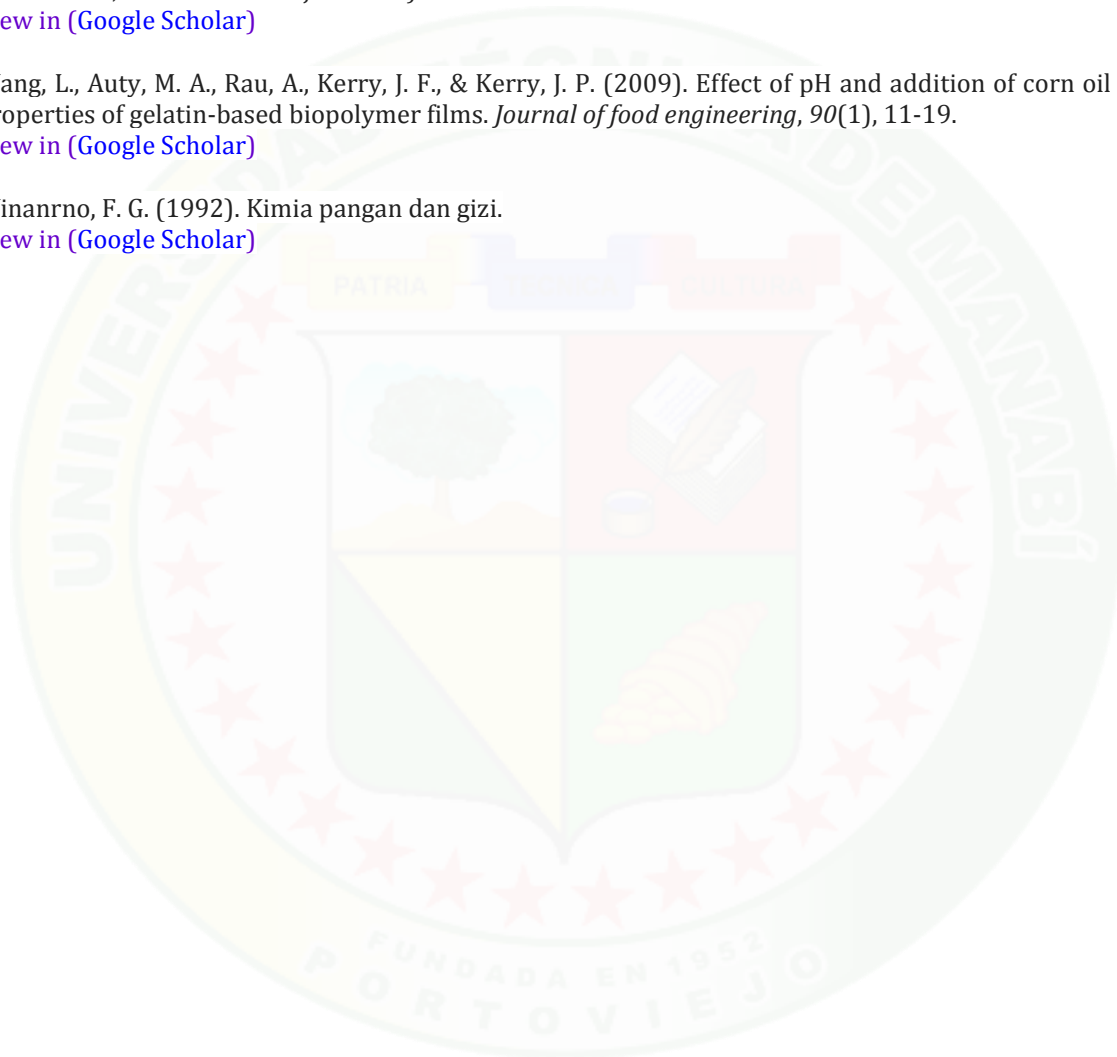 ew in (Google Scholar)
ang, L., Auty, M. A., Rau, A., Kerry, J. F., & Kerry, J. P. (2009). Effect of pH and addition of corn oil
roperties of gelatin-based biopolymer films. Journal of food engineering, 90(1), 11-19.
ew in (Google Scholar)
inanrno, F. G. (1992). Kimia pangan dan gizi.
ew in (Google Scholar)
PATRIA TECNICA CULTURA
UNIVERSIDAD TÉCNICA DE MANABÍ
FUNDADA EN 1952
PORTOVIEJO